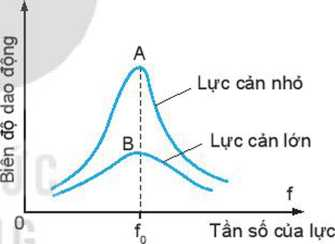 A
Lực cản nhỏ
Biên độ dao động
B
Lực cản lớn
f
0
f₀
Tần số của lực